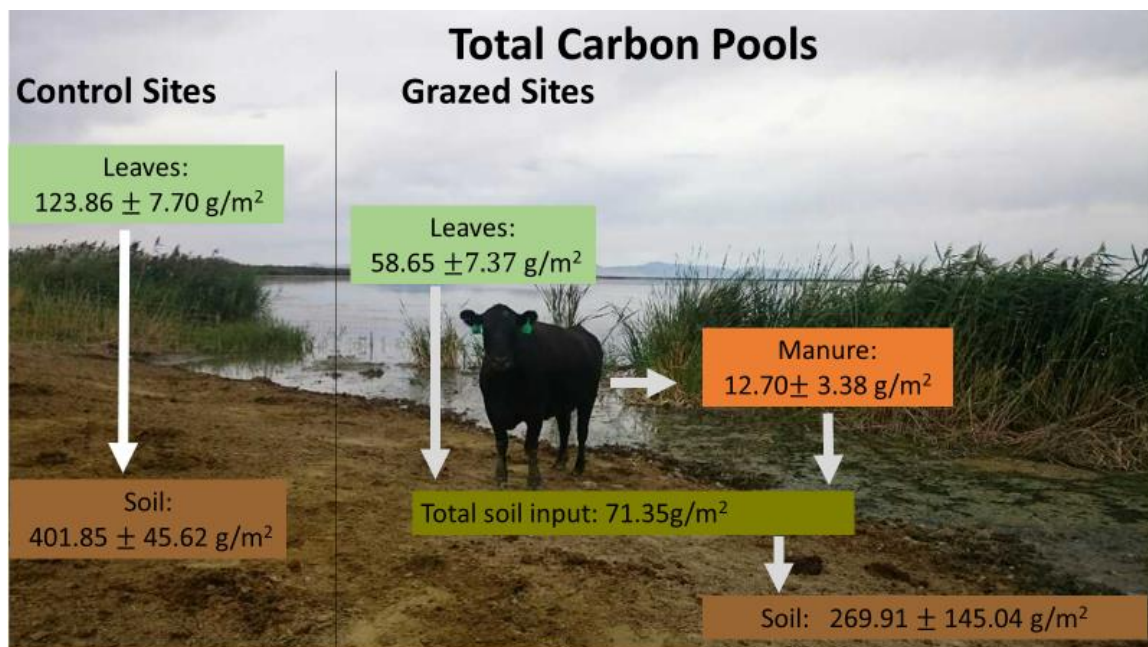 Total Carbon Pools
Control Sites
Grazed Sites
Leaves:
123.86 ± 7.70 g/m²
Leaves:
58.65 ±7.37 g/m²
Manure:
12.70± 3.38 g/m²
Soil:
401.85 ± 45.62 g/m²
Total soil input: 71.35g/m²
Soil: 269.91 ± 145.04 g/m²